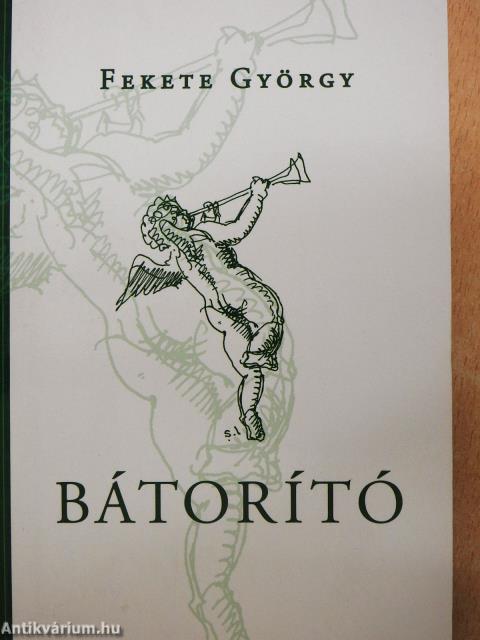 FEKETE GYÖRGY
S.I
BÁTORÍTÓ
Antikvárium.hu